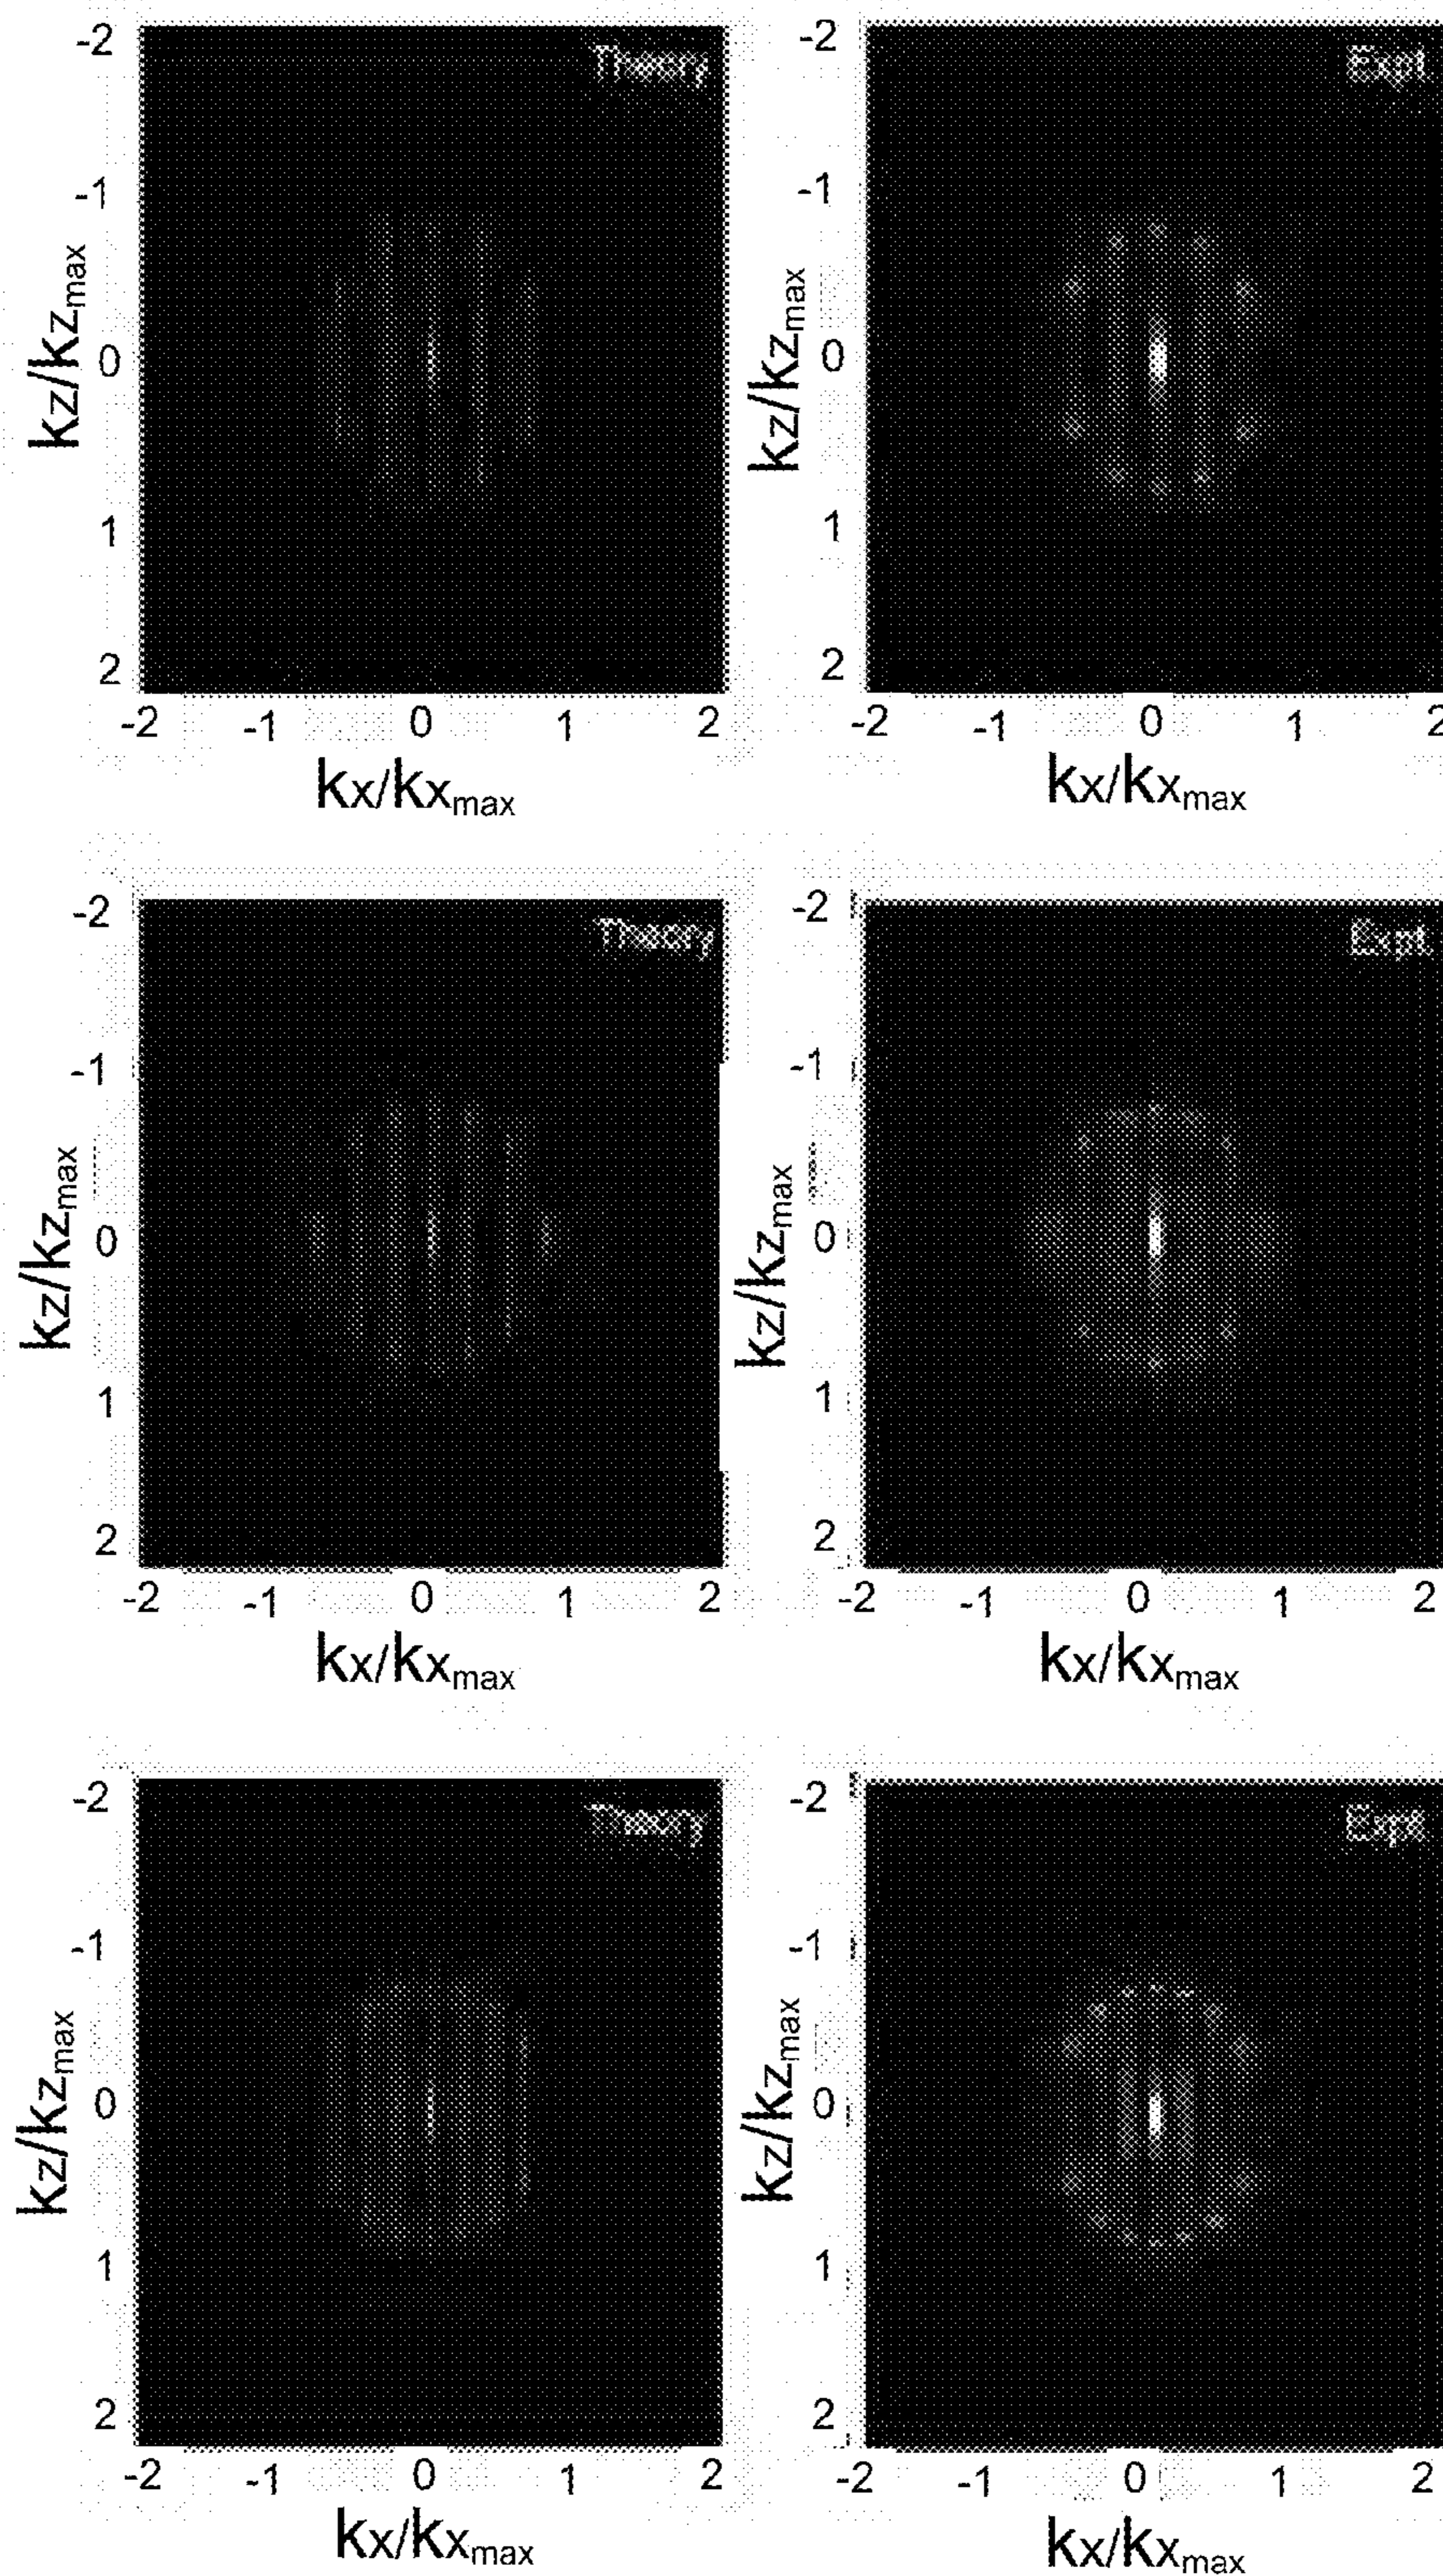 -2 Theory -2 Expt
-1 -1
kz/kzmax 0 kz/kzmax 0
1 1
2 2
-2 -1 0 1 2 -2 -1 0 1 2
kx/kxmax kx/kxmax
-2 Theory -2 Expt
-1 -1
kz/kzmax 0 kz/kzmax 0
1 1
2 2
-2 -1 0 1 2 -2 -1 0 1 2
kx/kxmax kx/kxmax
-2 Theory -2 Expt
-1 -1
kz/kzmax 0 kz/kzmax 0
1 1
2 2
-2 -1 0 1 2 -2 -1 0 1 2
kx/kxmax kx/kxmax